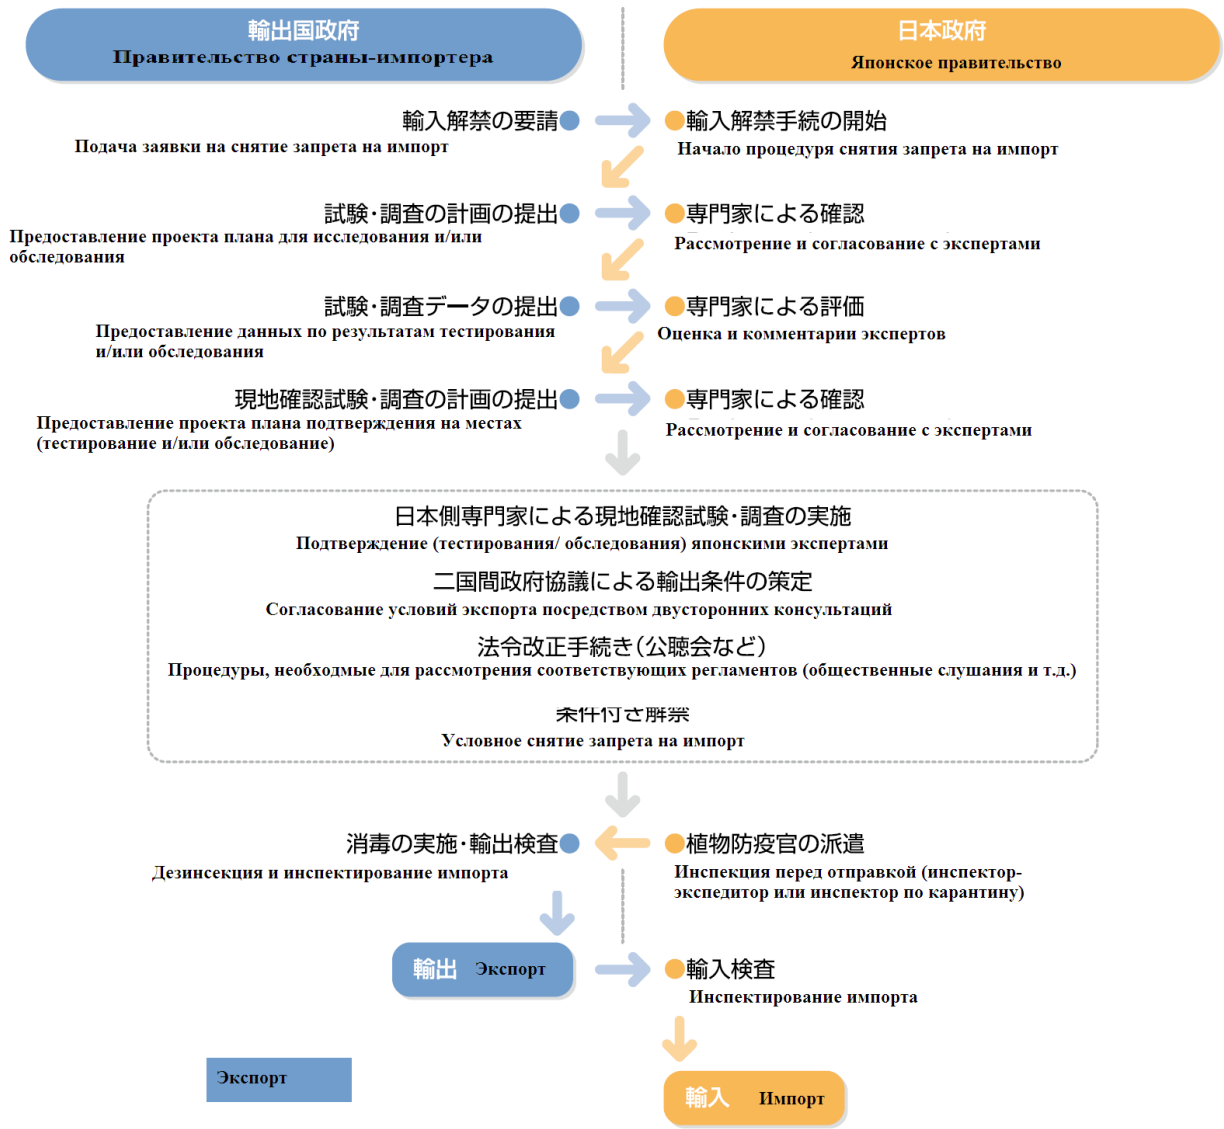 輸出国政府
Правительство страны-импортера
日本政府
Японское правительство
輸入解禁の要請
Подача заявки на снятие запрета на импорт
輸入解禁手続の開始
Начало процедуря снятия запрета на импорт
試験・調査の計画の提出
Предоставление проекта плана для исследования и/или
обследования
専門家による確認
Рассмотрение и согласование с экспертами
試験・調査データの提出
Предоставление данных по результатам тестирования
и/или обследования
専門家による評価
Оценка и комментарии экспертов
現地確認試験・調査の計画の提出
Предоставление проекта плана подтверждения на местах
(тестирование и/или обследование)
専門家による確認
Рассмотрение и согласование с экспертами
日本側専門家による現地確認試験・調査の実施
Подтверждение (тестирования/ обследования) японскими экспертами
二国間政府協議による輸出条件の策定
Согласование условий экспорта посредством двусторонних консультаций
法令改正手続き(公聴会など)
Процедуры, необходмые для рассмотрения соответствующих регламентов (общественные слушания и т.д.)
条件付き解禁
Условное снятие запрета на импорт
消毒の実施・輸出検査
Дезинсекция и инспектирование импорта
植物防疫官の派遣
Инспекция перед отправкой (инспектор-
экспедитор или инспектор по карантину)
輸出 Экспорт
輸入検査
Инспектирование импорта
Экспорт
輸入 Импорт